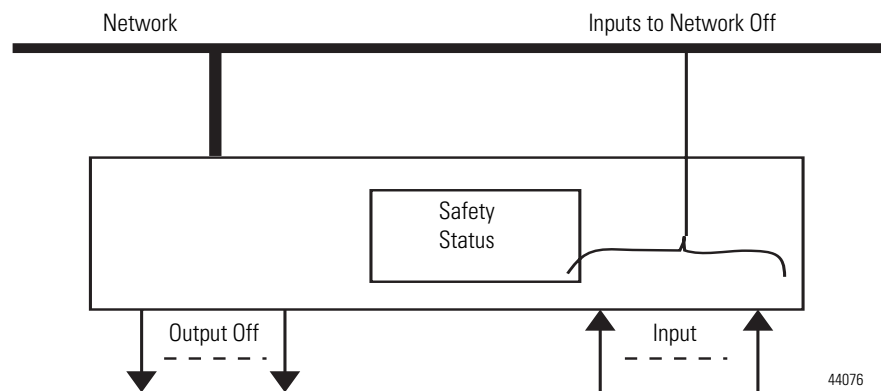 Network
Inputs to Network Off
Safety
Status
Output Off
Input
44076